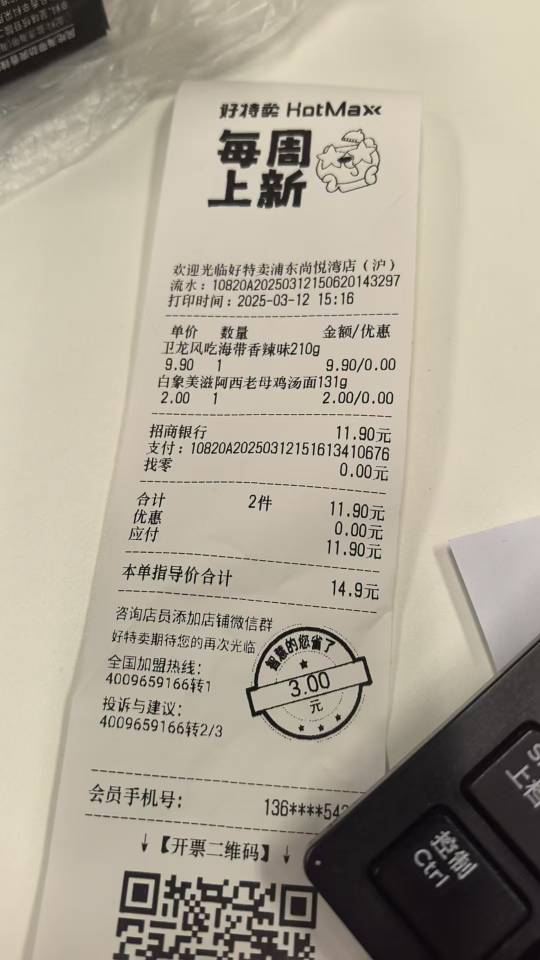 好特卖 HotMaxx
每周
上新
欢迎光临好特卖浦东尚悦湾店（沪）
流水：10820A20250312150620143297
打印时间：2025-03-12 15:16
单价 数量 金额/优惠
卫龙风吃海带香辣味210g
9.90 1 9.90/0.00
白象美滋阿西老母鸡汤面131g
2.00 1 2.00/0.00
招商银行 11.90元
支付：10820A20250312151613410676
找零 0.00元
合计 2件 11.90元
优惠 0.00元
应付 11.90元
本单指导价合计 14.9元
咨询店员添加店铺微信群
好特卖期待您的再次光临
智慧的您省了
3.00
元
全国加盟热线：
4009659166转1
投诉与建议：
4009659166转2/3
会员手机号： 136****54
↓【开票二维码】↓
控制
Ctrl
上档